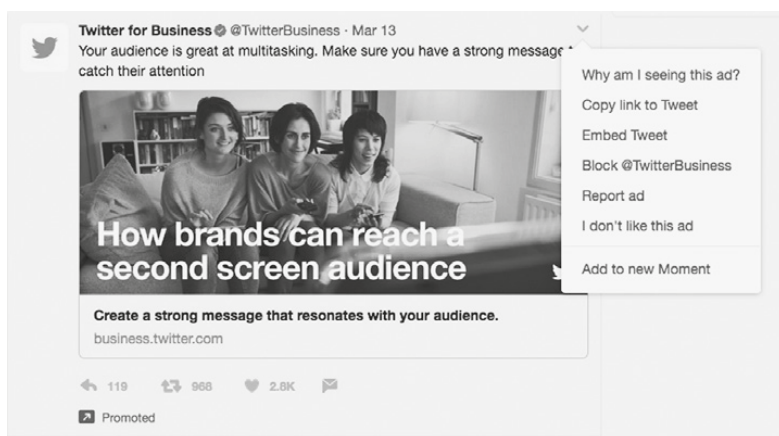 Twitter for Business @TwitterBusiness · Mar 13
Your audience is great at multitasking. Make sure you have a strong message
catch their attention
Why am I seeing this ad?
Copy link to Tweet
Embed Tweet
Block @TwitterBusiness
Report ad
I don't like this ad
Add to new Moment
How brands can reach a
second screen audience
Create a strong message that resonates with your audience.
business.twitter.com
119 968 2.8K
Promoted